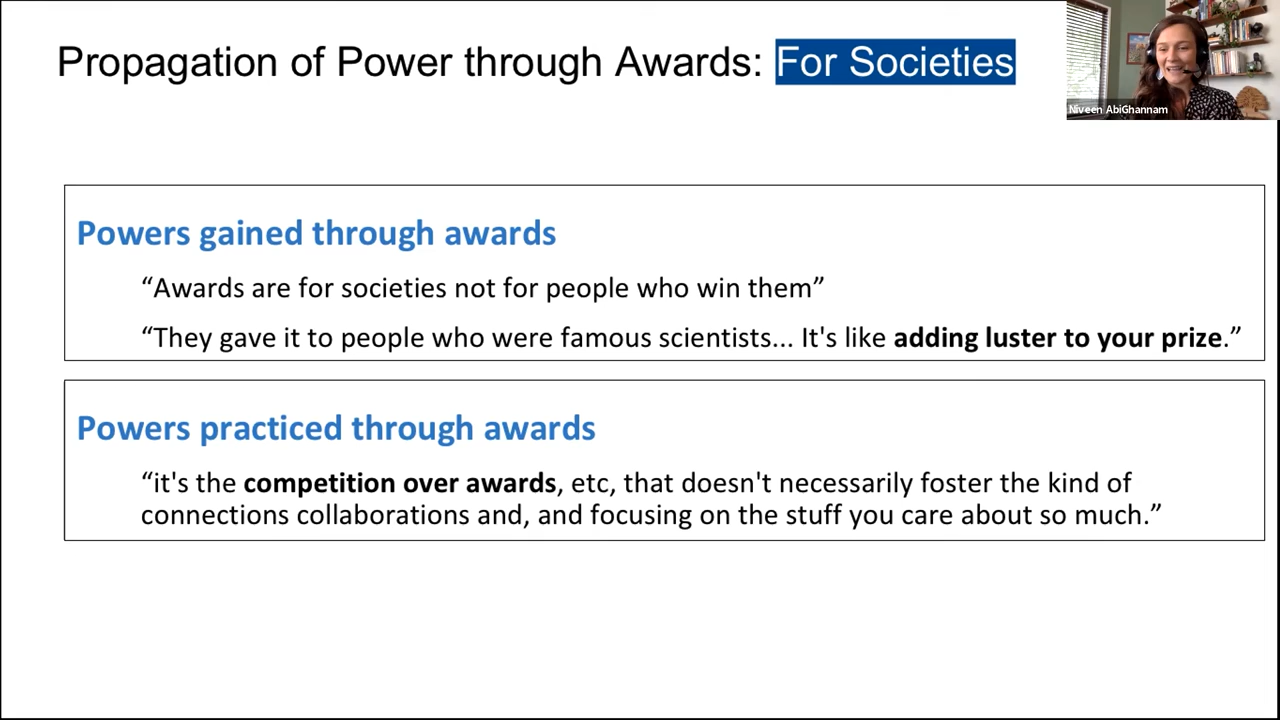 Propagation of Power through Awards: For Societies
Niveen AbiGhannam
Powers gained through awards
“Awards are for societies not for people who win them”
“They gave it to people who were famous scientists... It's like adding luster to your prize.”
Powers practiced through awards
“it's the competition over awards, etc, that doesn't necessarily foster the kind of
connections collaborations and, and focusing on the stuff you care about so much.”